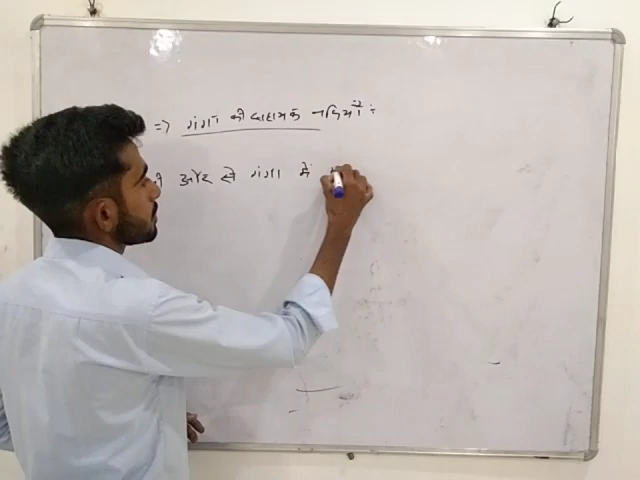 => गंगा की सहायक नदियाँ :
ओर से गंगा में